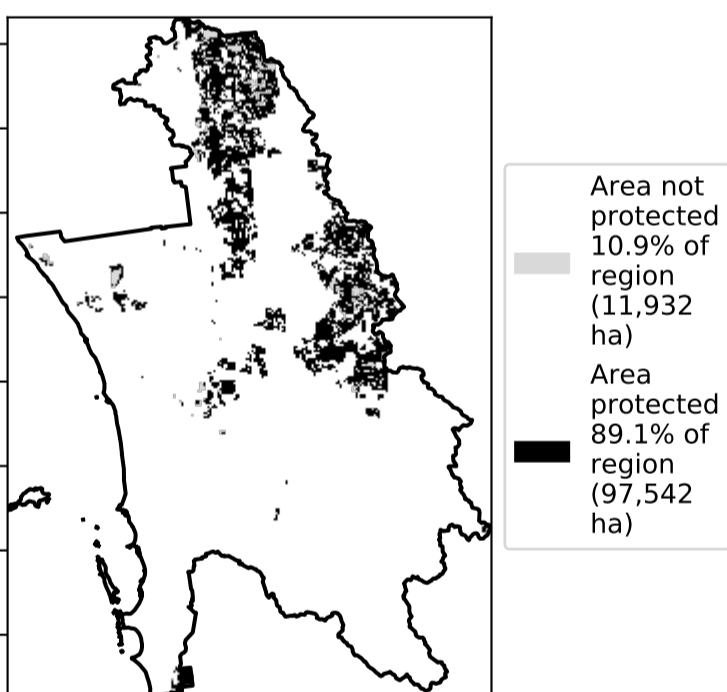 Area not
protected
10.9% of
region
(11,932
ha)
Area
protected
89.1% of
region
(97,542
ha)